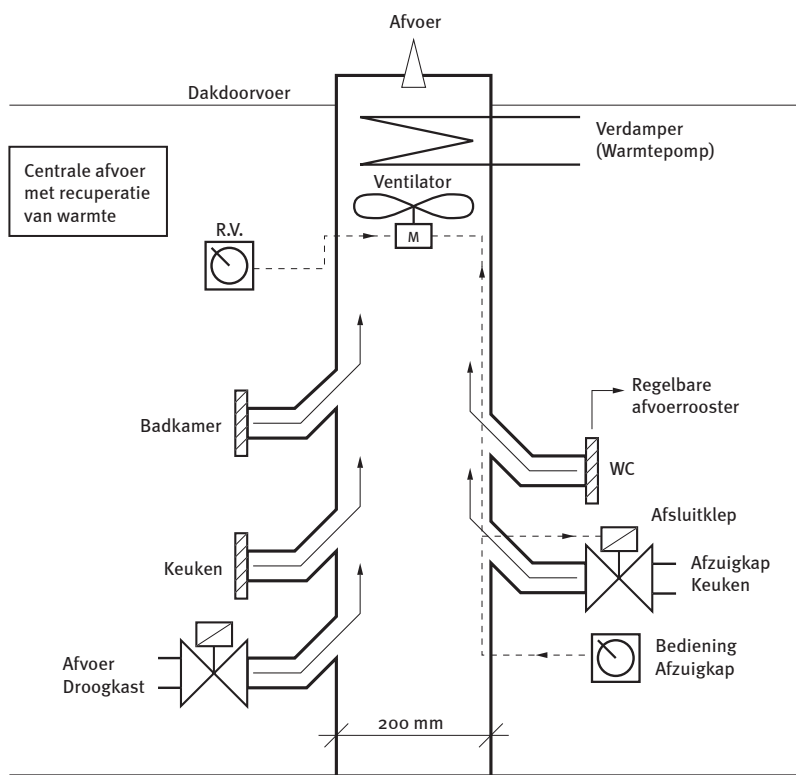 Afvoer
Dakdoorvoer
Verdamper
(Warmtepomp)
Centrale afvoer
met recuperatie
van warmte
Ventilator
R.V.
M
Regelbare
afvoerrooster
Badkamer
WC
Afsluitklep
Keuken
Afzuigkap
Keuken
Afvoer
Droogkast
Bediening
Afzuigkap
200 mm